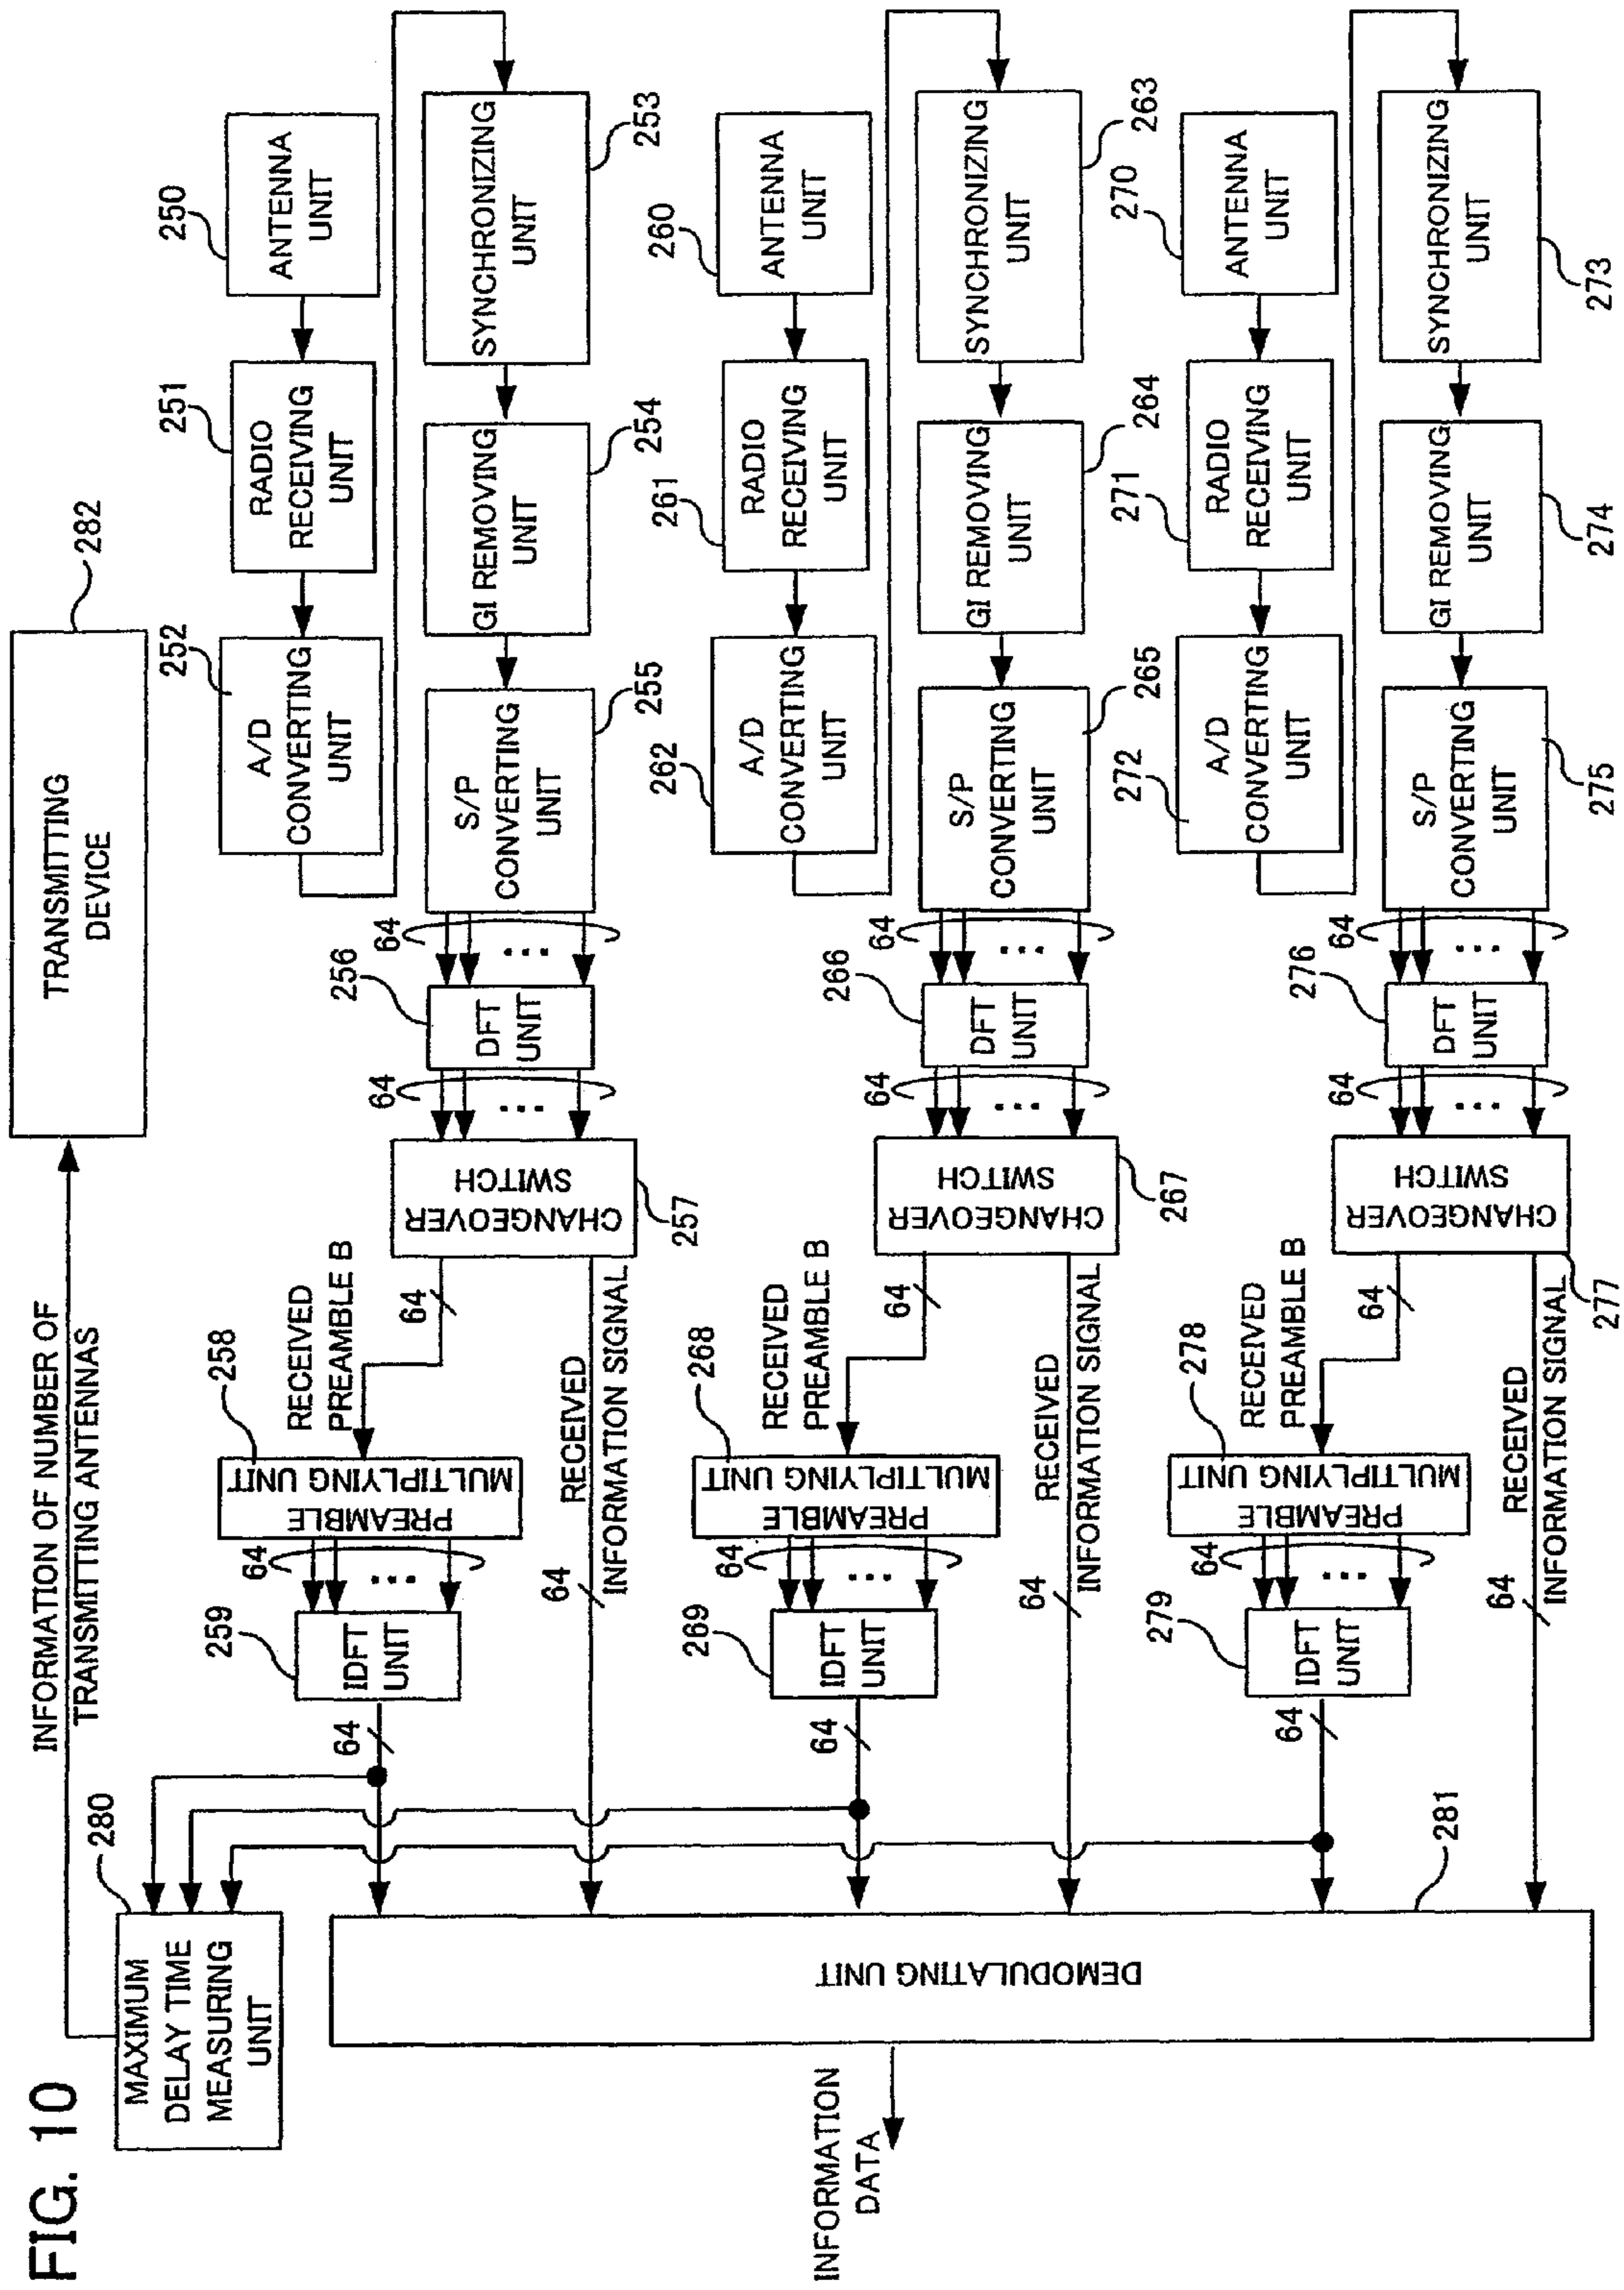 FIG. 10
INFORMATION OF NUMBER OF
TRANSMITTING ANTENNAS
TRANSMITTING
DEVICE
282
MAXIMUM
DELAY TIME
MEASURING
UNIT
280
250
ANTENNA
UNIT
251
RADIO
RECEIVING
UNIT
252
A/D
CONVERTING
UNIT
SYNCHRONIZING
UNIT
253
GI REMOVING
UNIT
254
S/P
CONVERTING
UNIT
255
64
256
DFT
UNIT
64
CHANGEOVER
SWITCH
257
RECEIVED
PREAMBLE B
64
258
PREAMBLE
MULTIPLYING UNIT
64
259
IDFT
UNIT
64
RECEIVED
INFORMATION SIGNAL
64
260
ANTENNA
UNIT
261
RADIO
RECEIVING
UNIT
262
A/D
CONVERTING
UNIT
SYNCHRONIZING
UNIT
263
GI REMOVING
UNIT
264
S/P
CONVERTING
UNIT
265
64
266
DFT
UNIT
64
CHANGEOVER
SWITCH
267
RECEIVED
PREAMBLE B
64
268
PREAMBLE
MULTIPLYING UNIT
64
269
IDFT
UNIT
64
RECEIVED
INFORMATION SIGNAL
64
270
ANTENNA
UNIT
271
RADIO
RECEIVING
UNIT
272
A/D
CONVERTING
UNIT
SYNCHRONIZING
UNIT
273
GI REMOVING
UNIT
274
S/P
CONVERTING
UNIT
275
64
276
DFT
UNIT
64
CHANGEOVER
SWITCH
277
RECEIVED
PREAMBLE B
64
278
PREAMBLE
MULTIPLYING UNIT
64
279
IDFT
UNIT
64
RECEIVED
INFORMATION SIGNAL
64
DEMODULATING UNIT
281
INFORMATION
DATA